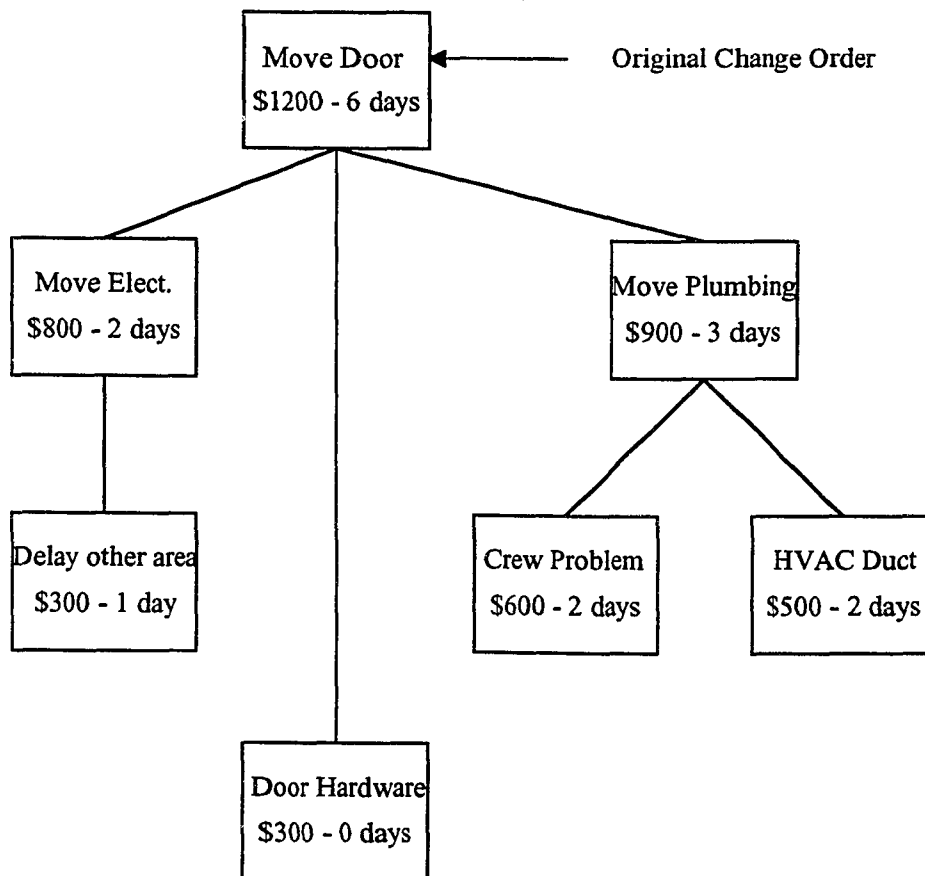 Move Door
$1200 - 6 days
Original Change Order
Move Elect.
$800 - 2 days
Move Plumbing
$900 - 3 days
Delay other area
$300 - 1 day
Crew Problem
$600 - 2 days
HVAC Duct
$500 - 2 days
Door Hardware
$300 - 0 days